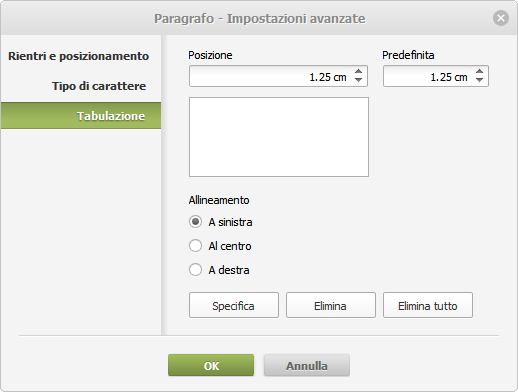 Paragrafo - Impostazioni avanzate
Rientri e posizionamento
Tipo di carattere
Tabulazione
Posizione
Predefinita
1.25 cm
1.25 cm
Allineamento
A sinistra
Al centro
A destra
Specifica
Elimina
Elimina tutto
OK
Annulla